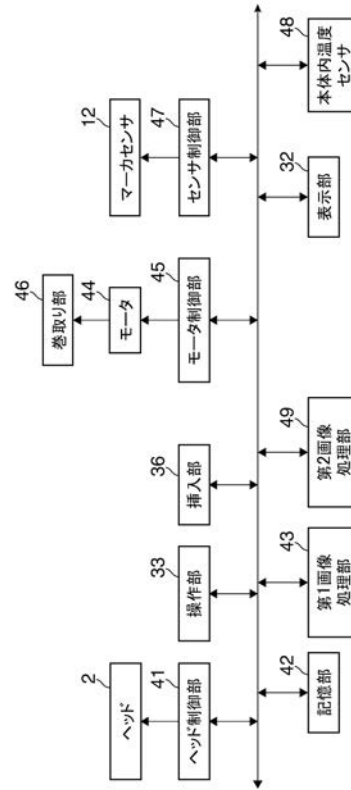 2
ヘッド
41
ヘッド制御部
33
操作部
36
挿入部
46
巻取り部
44
モータ
45
モータ制御部
12
マーカセンサ
47
センサ制御部
42
記憶部
43
第1画像
処理部
49
第2画像
処理部
32
表示部
48
本体内温度
センサ